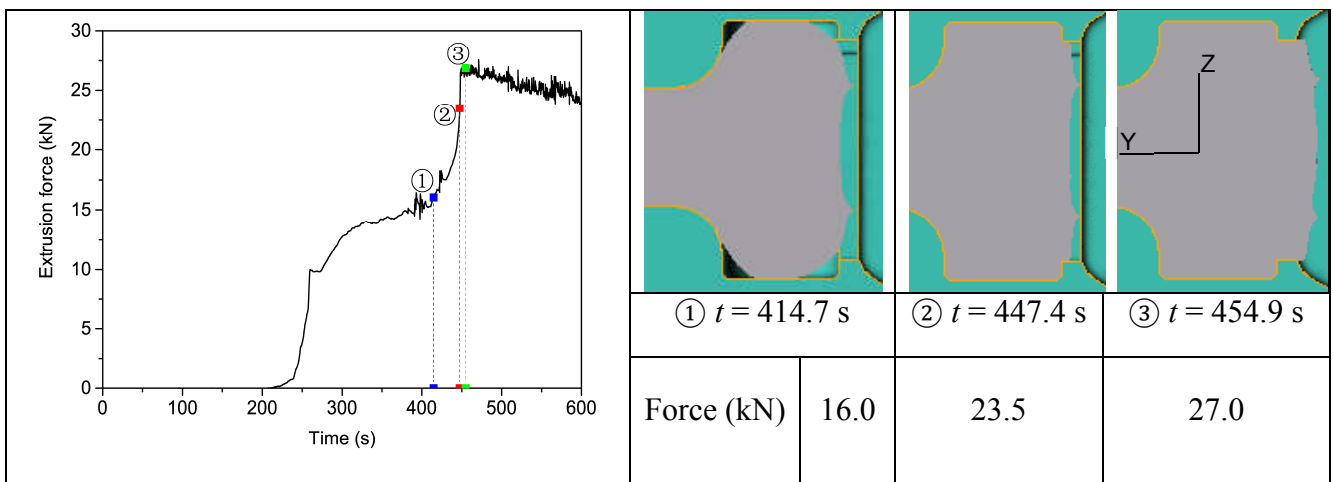 30
25
20
15
10
5
0
Extrusion force (kN)
0 100 200 300 400 500 600
Time (s)
①
②
③
Z
Y
① t = 414.7 s ② t = 447.4 s ③ t = 454.9 s
Force (kN) 16.0 23.5 27.0